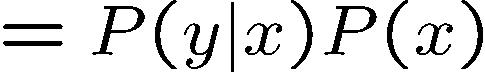 = P(y|x)P(x)